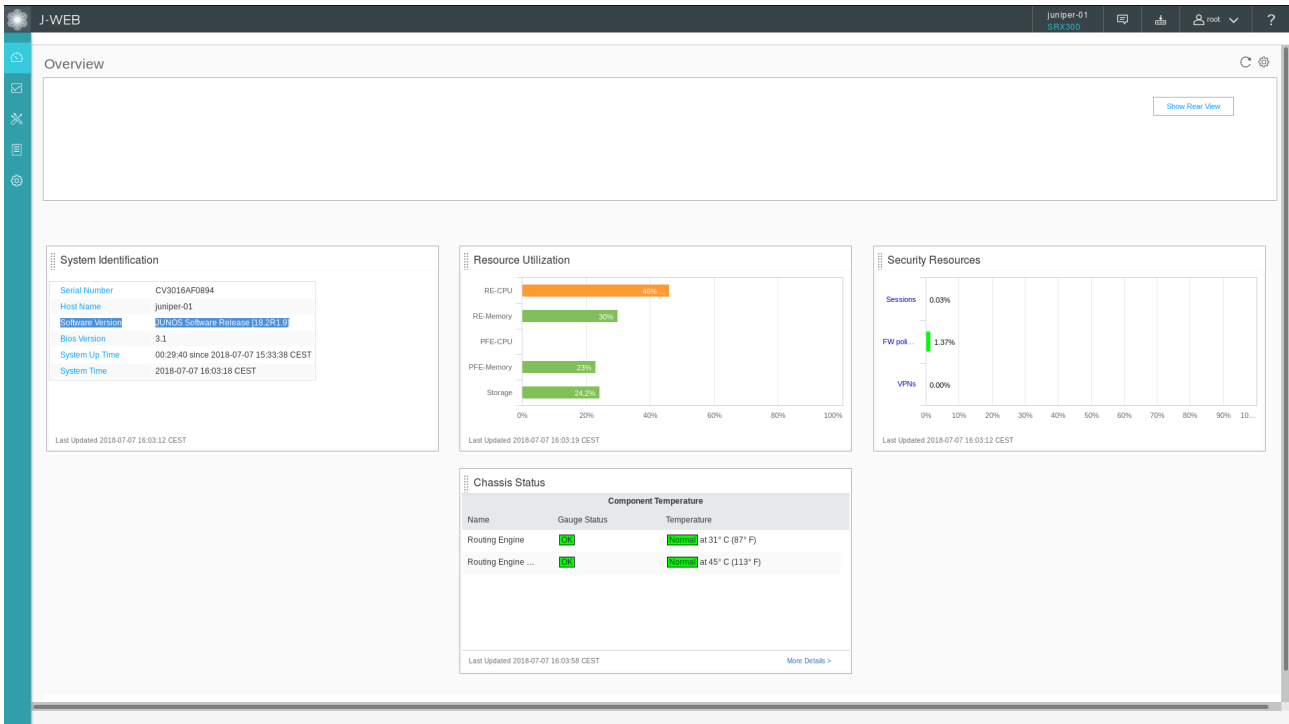 J-WEB
juniper-01
SRX300
root
?
Overview
Show Rear View
System Identification
Serial Number CV3016AF0894
Host Name juniper-01
Software Version JUNOS Software Release [18.2R1.9]
Bios Version 3.1
System Up Time 00:29:40 since 2018-07-07 15:33:38 CEST
System Time 2018-07-07 16:03:18 CEST
Last Updated 2018-07-07 16:03:12 CEST
Resource Utilization
RE-CPU 46% ...
RE-Memory 30%
PFE-CPU
PFE-Memory 23%
Storage 24.2%
0% 20% 40% 60% 80% 100%
Last Updated 2018-07-07 16:03:19 CEST
Security Resources
Sessions 0.03%
FW poli... 1.37%
VPNs 0.00%
0% 10% 20% 30% 40% 50% 60% 70% 80% 90% 10...
Last Updated 2018-07-07 16:03:12 CEST
Chassis Status
Component Temperature
Name Gauge Status Temperature
Routing Engine OK Normal at 31° C (87° F)
Routing Engine ... OK Normal at 45° C (113° F)
Last Updated 2018-07-07 16:03:58 CEST
More Details >